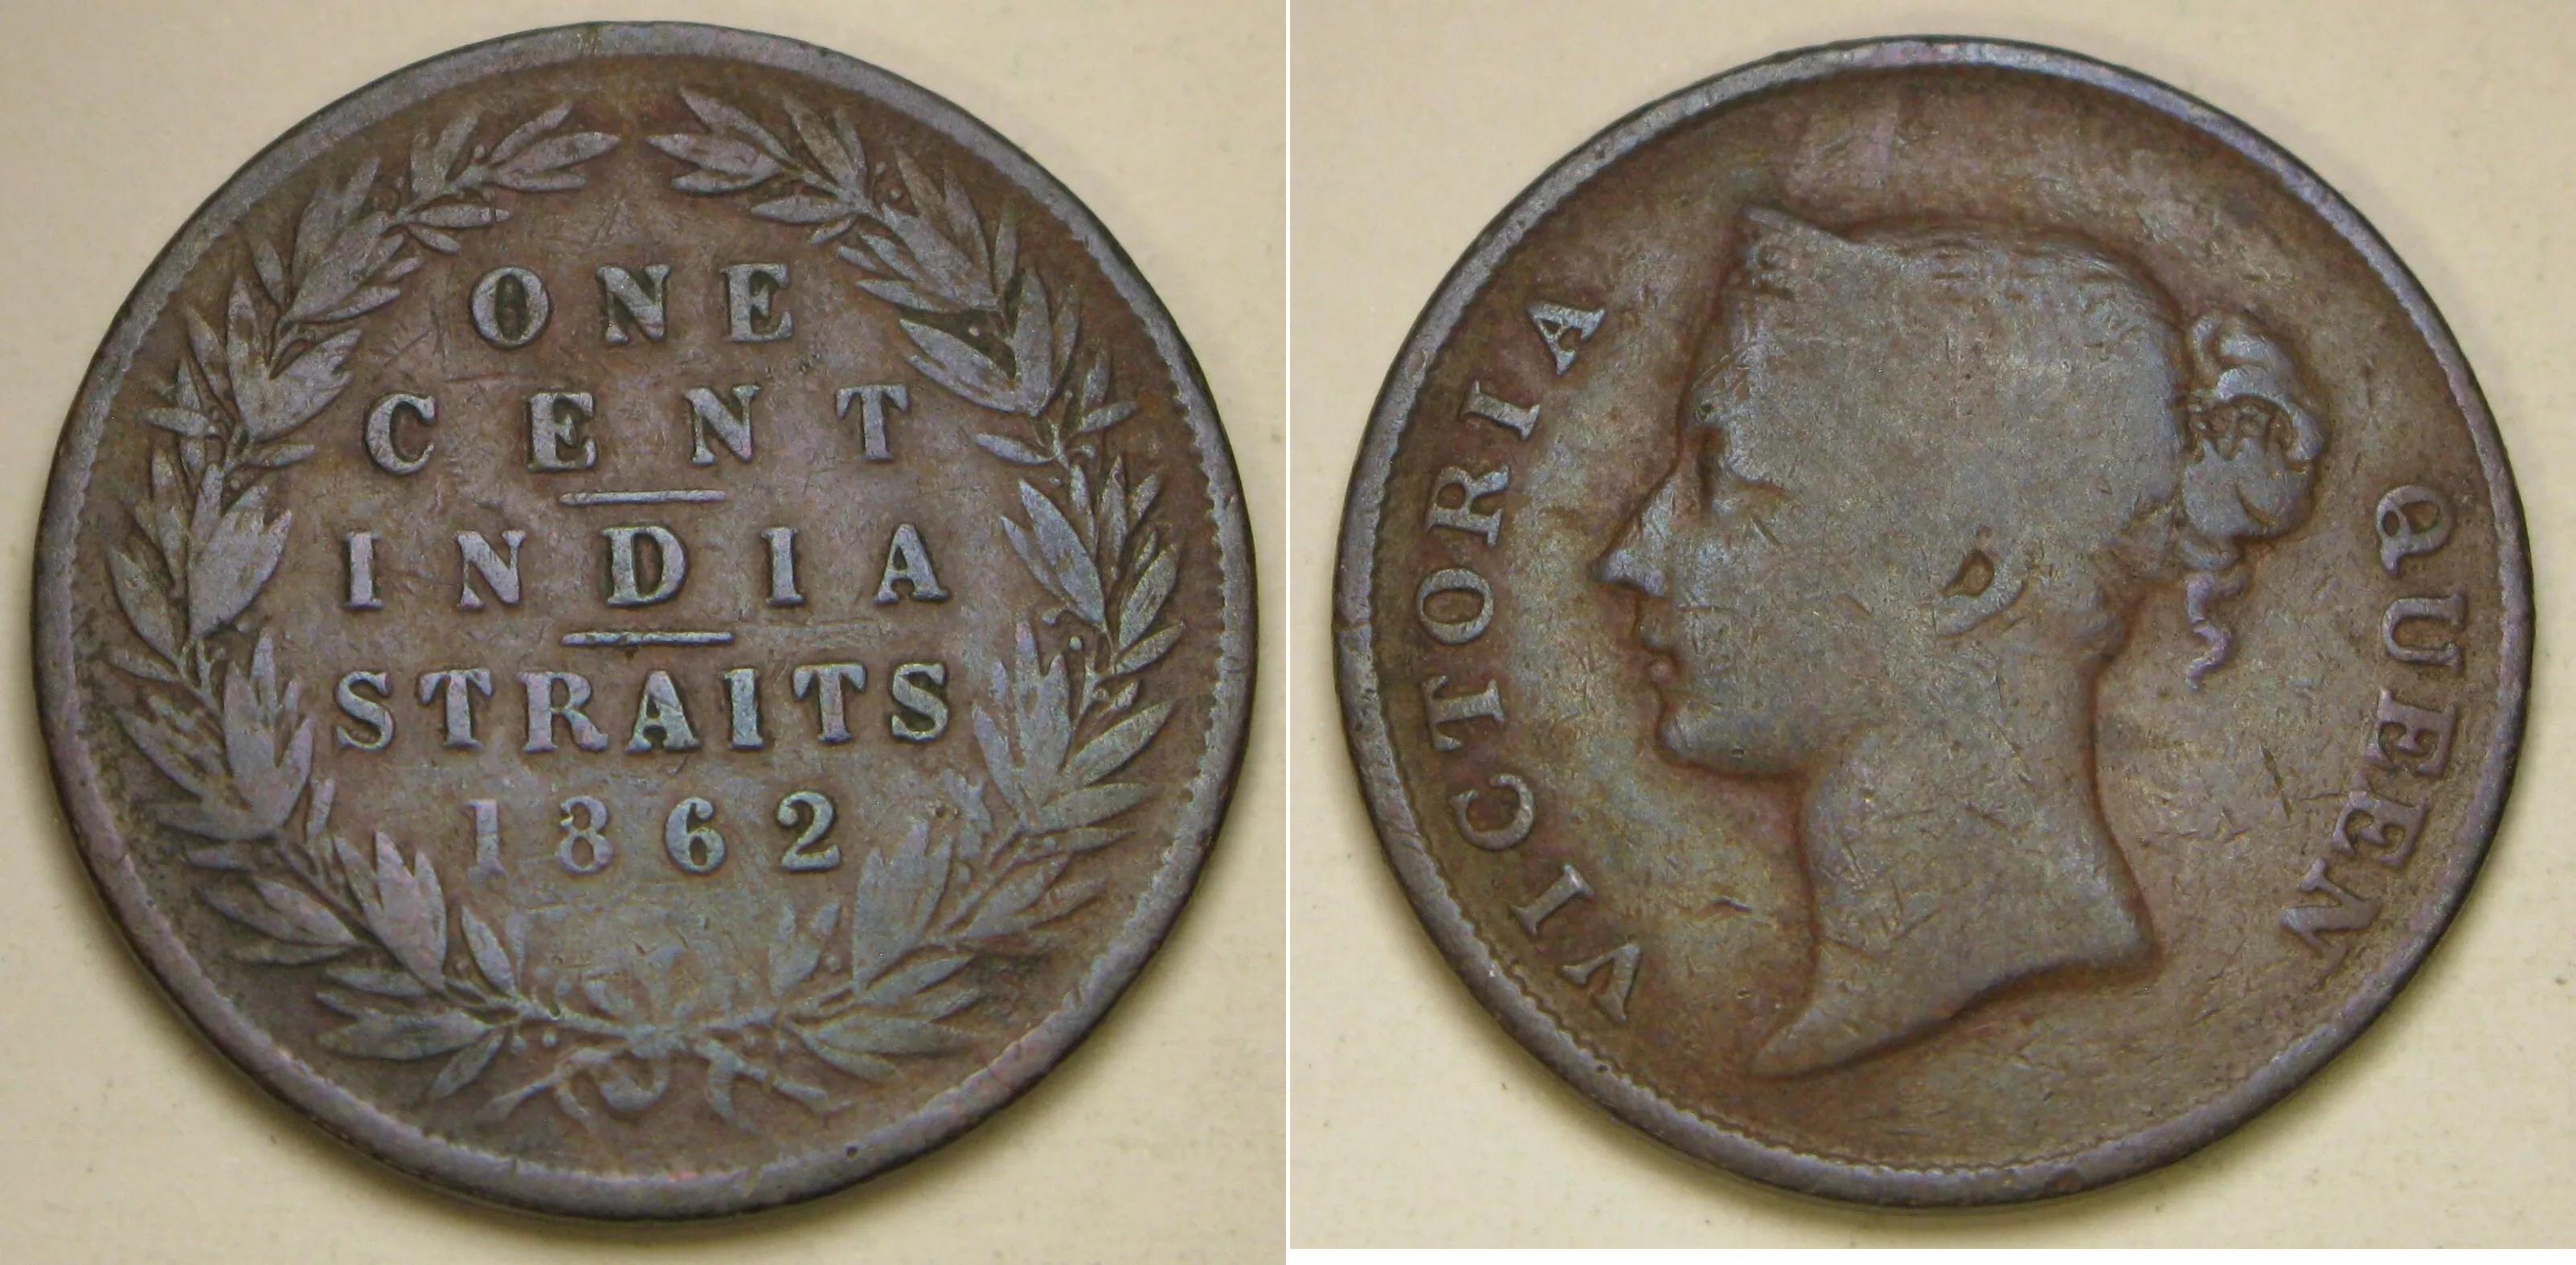 ONE
CENT
INDIA
STRAITS
1862
VICTORIA QUEEN